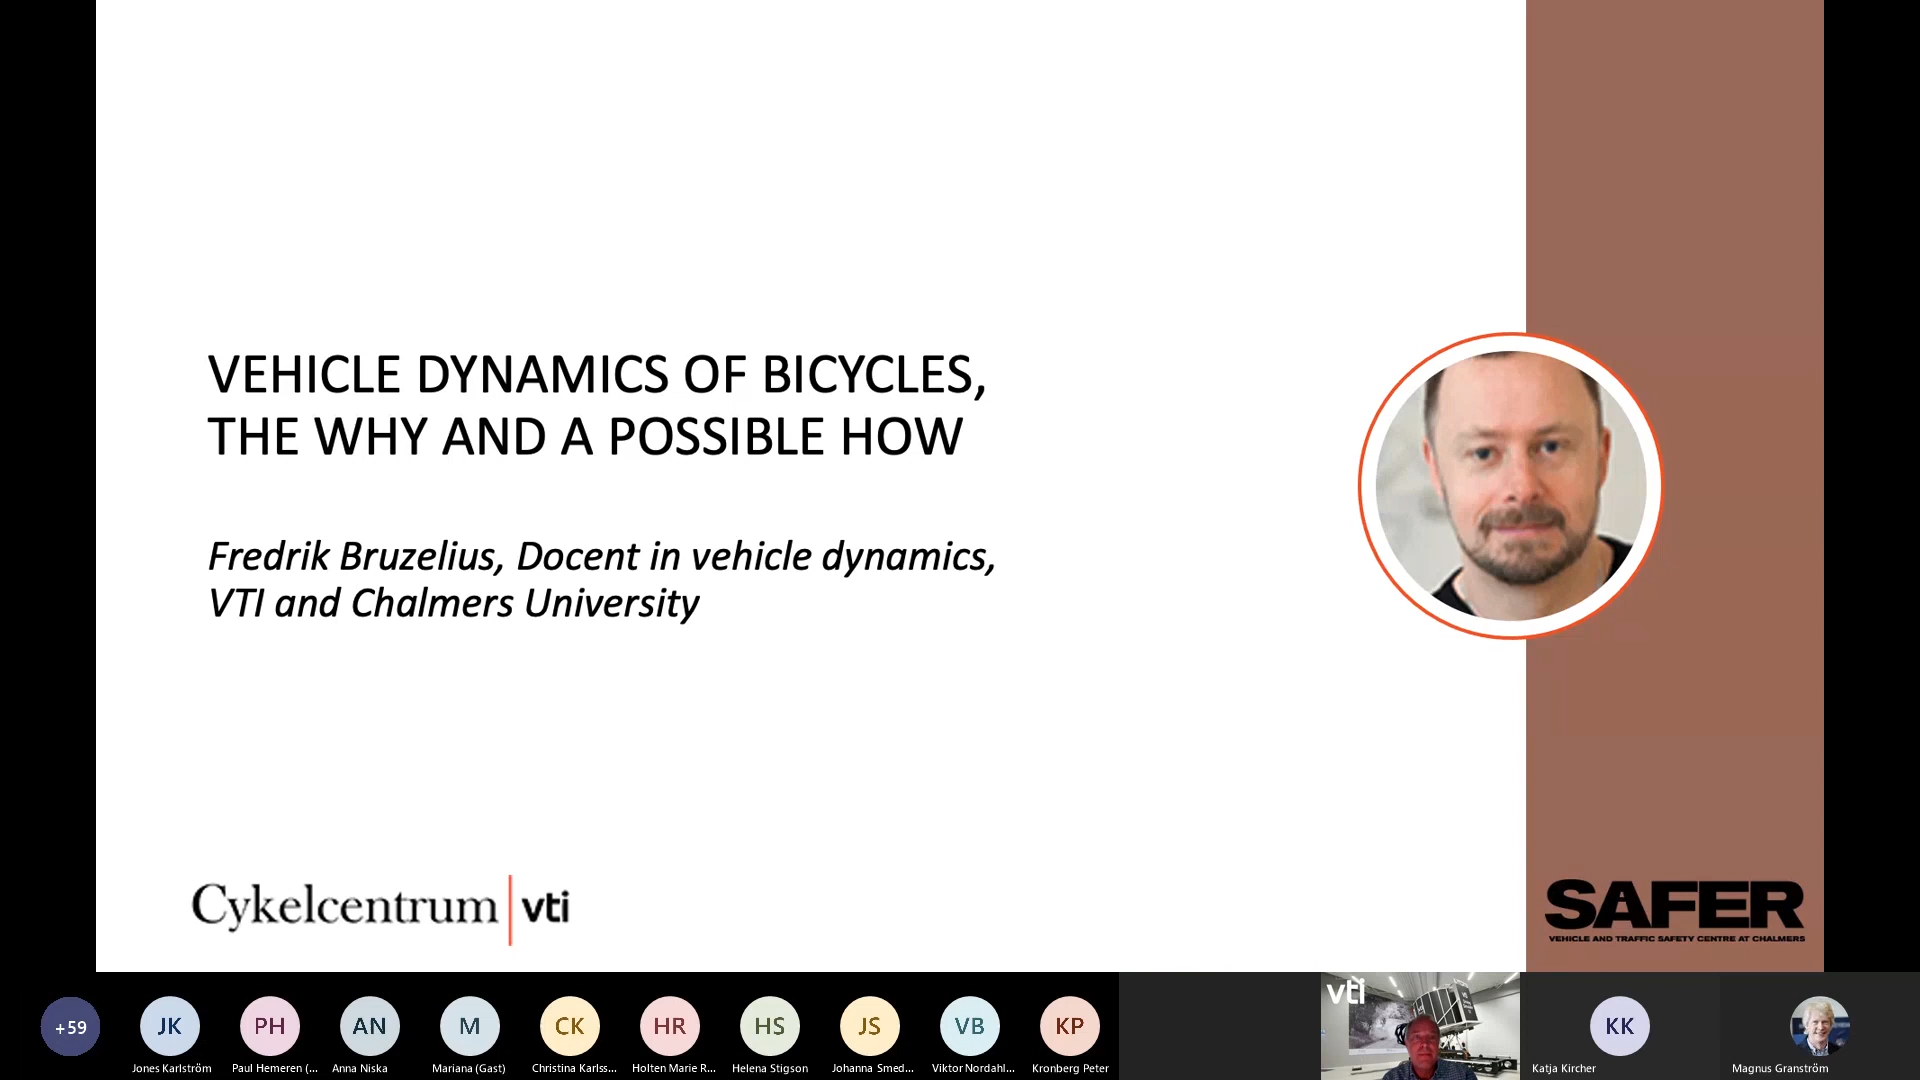 VEHICLE DYNAMICS OF BICYCLES,
THE WHY AND A POSSIBLE HOW
Fredrik Bruzelius, Docent in vehicle dynamics,
VTI and Chalmers University
Cykelcentrum vti
SAFER
VEHICLE AND TRAFFIC SAFETY CENTRE AT CHALMERS
+59
JK
PH
AN
M
CK
HR
HS
JS
VB
KP
vti
KK
Jones Karlström
Paul Hemeren (...
Anna Niska
Mariana (Gast)
Christina Karlss...
Holten Marie R...
Helena Stigson
Johanna Smed...
Viktor Nordahl...
Kronberg Peter
Katja Kircher
Magnus Granström